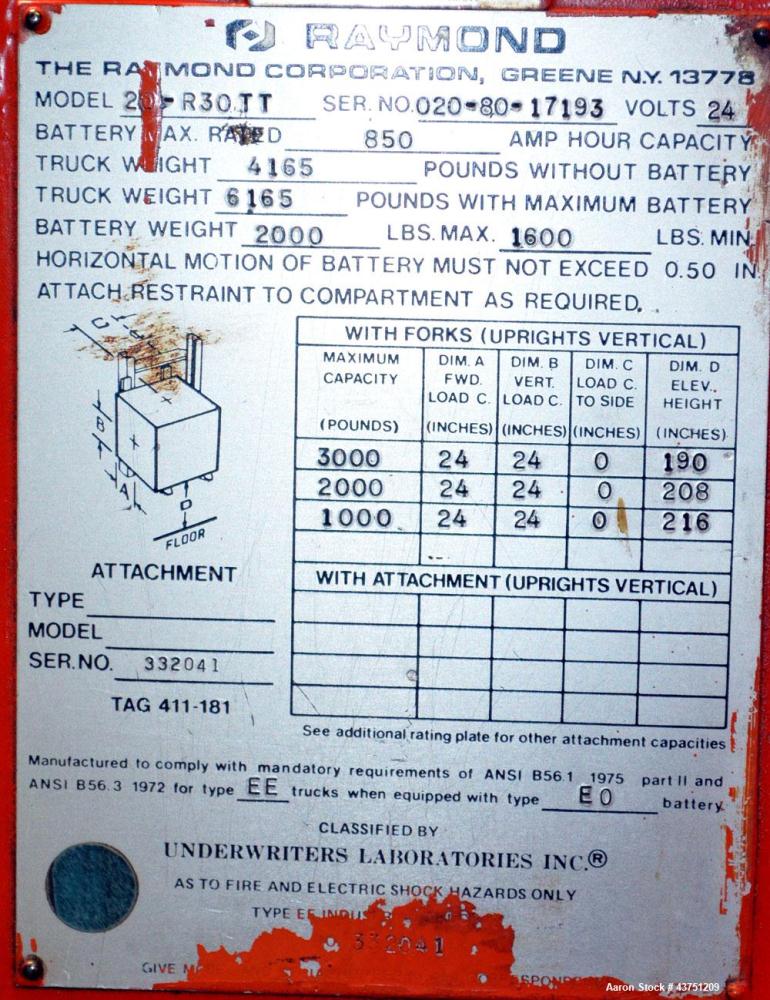 RAYMOND
THE RAYMOND CORPORATION, GREENE N.Y. 13778
MODEL R30.TT SER. NO. 020-80-17193 VOLTS 24
BATTERY MAX. RATED 850 AMP HOUR CAPACITY
TRUCK WEIGHT 4165 POUNDS WITHOUT BATTERY
TRUCK WEIGHT 6165 POUNDS WITH MAXIMUM BATTERY
BATTERY WEIGHT 2000 LBS. MAX. 1600 LBS. MIN.
HORIZONTAL MOTION OF BATTERY MUST NOT EXCEED 0.50 IN.
ATTACH RESTRAINT TO COMPARTMENT AS REQUIRED.
C
B
A
D
FLOOR
WITH FORKS (UPRIGHTS VERTICAL)
MAXIMUM CAPACITY (POUNDS)
DIM. A FWD. LOAD C. (INCHES)
DIM. B VERT. LOAD C. (INCHES)
DIM. C LOAD C. TO SIDE (INCHES)
DIM. D ELEV. HEIGHT (INCHES)
3000 24 24 0 190
2000 24 24 0 208
1000 24 24 0 216
WITH ATTACHMENT (UPRIGHTS VERTICAL)
ATTACHMENT
TYPE
MODEL
SER. NO. 332041
TAG 411-181
See additional rating plate for other attachment capacities
Manufactured to comply with mandatory requirements of ANSI B56.1 1975 part II and
ANSI B56.3 1972 for type EE trucks when equipped with type EO battery.
CLASSIFIED BY
UNDERWRITERS LABORATORIES INC.®
AS TO FIRE AND ELECTRIC SHOCK HAZARDS ONLY
TYPE EE
332041
GIVE
Aaron Stock # 43751209